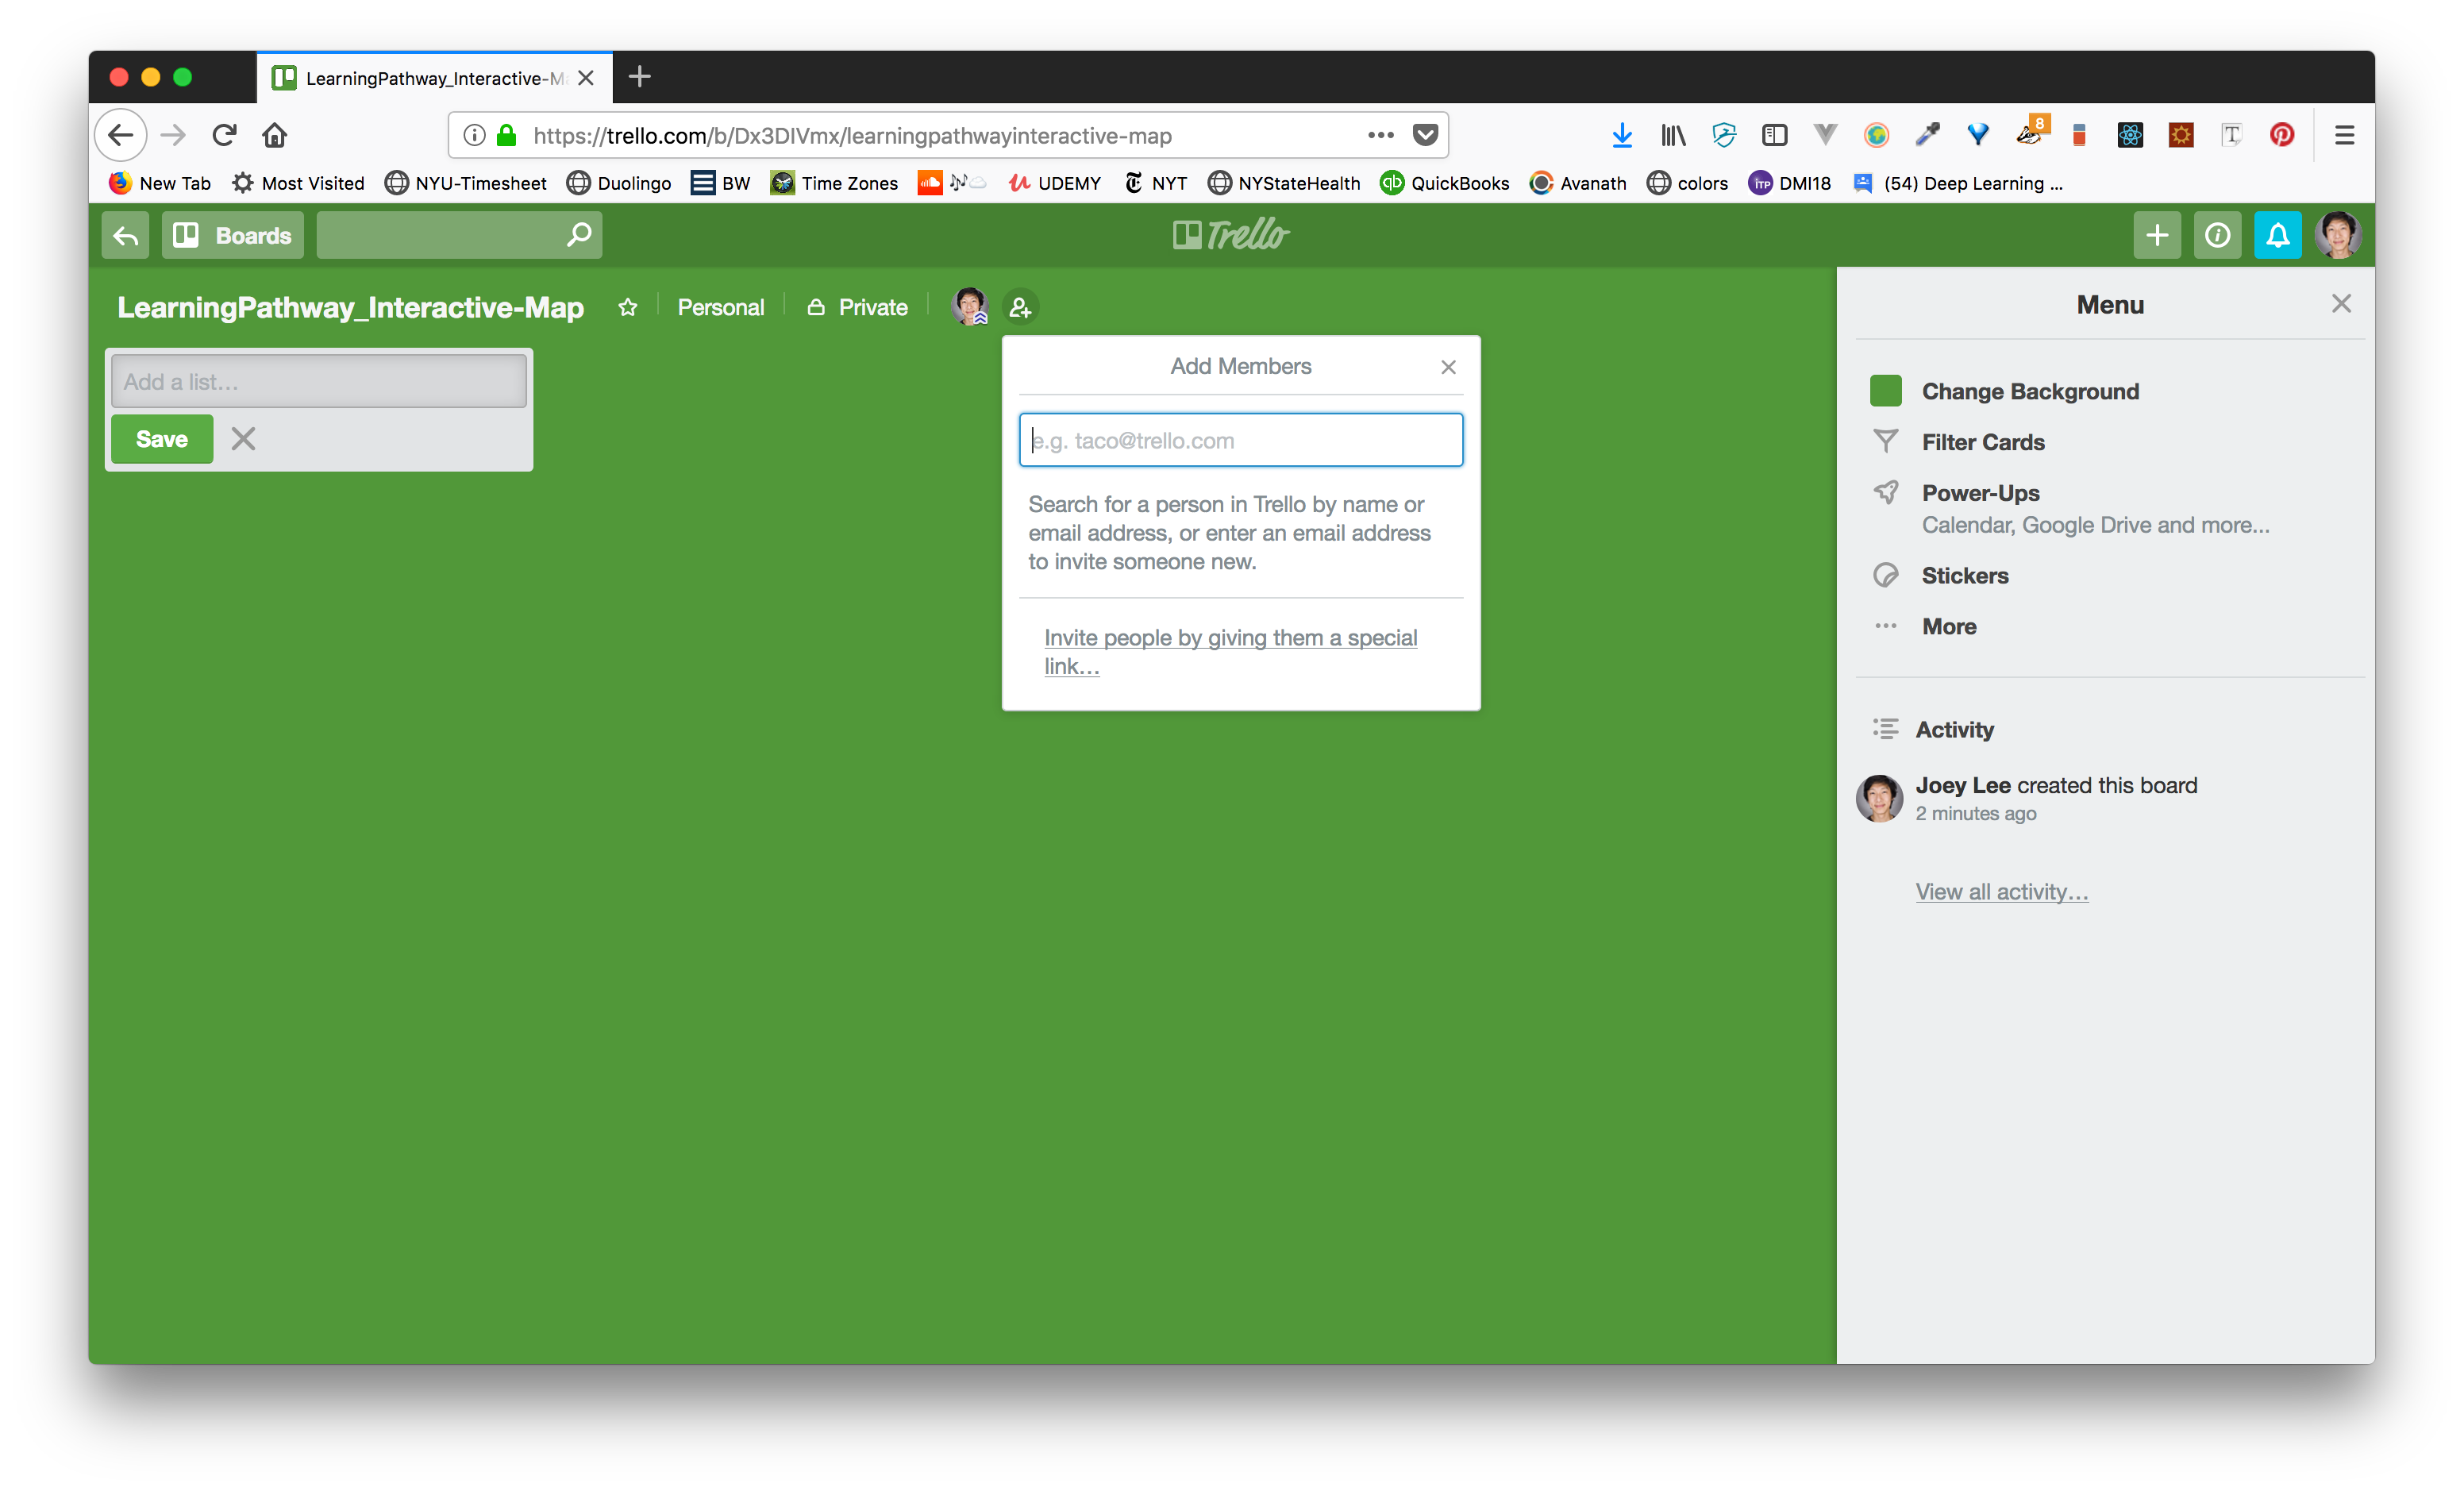 LearningPathway_Interactive-M
https://trello.com/b/Dx3DIVmx/learningpathwayinteractive-map
8
T
New Tab Most Visited NYU-Timesheet Duolingo BW Time Zones UDEMY NYT NYStateHealth qb QuickBooks Avanath colors ITP DMI18 (54) Deep Learning ...
Boards Trello
LearningPathway_Interactive-Map Personal Private
Add a list…
Save
Add Members
e.g. taco@trello.com
Search for a person in Trello by name or
email address, or enter an email address
to invite someone new.
Invite people by giving them a special
link…
Menu
Change Background
Filter Cards
Power-Ups
Calendar, Google Drive and more...
Stickers
More
Activity
Joey Lee created this board
2 minutes ago
View all activity…